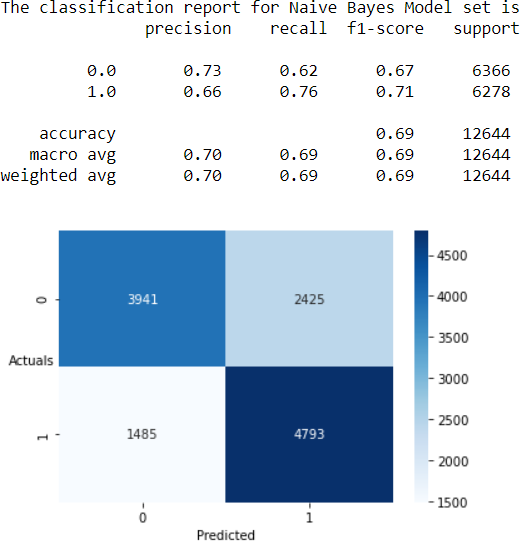 The classification report for Naive Bayes Model set is
precision recall f1-score support
0.0 0.73 0.62 0.67 6366
1.0 0.66 0.76 0.71 6278
accuracy 0.69 12644
macro avg 0.70 0.69 0.69 12644
weighted avg 0.70 0.69 0.69 12644
4500
0 3941 2425 4000
3500
Actuals
3000
2500
1 1485 4793
2000
1500
0 1
Predicted